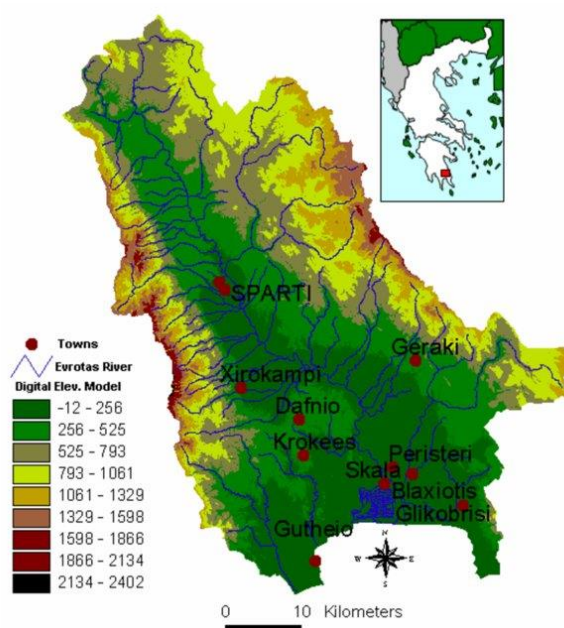 SPARTI
Geraki
Xirokampi
Dafnio
Krokees
Peristeri
Skala
Blaxiotis
Glikobrisi
Gutheio
Towns
Evrotas River
Digital Elev. Model
-12 - 256
256 - 525
525 - 793
793 - 1061
1061 - 1329
1329 - 1598
1598 - 1866
1866 - 2134
2134 - 2402
N
W E
S
0 10 Kilometers